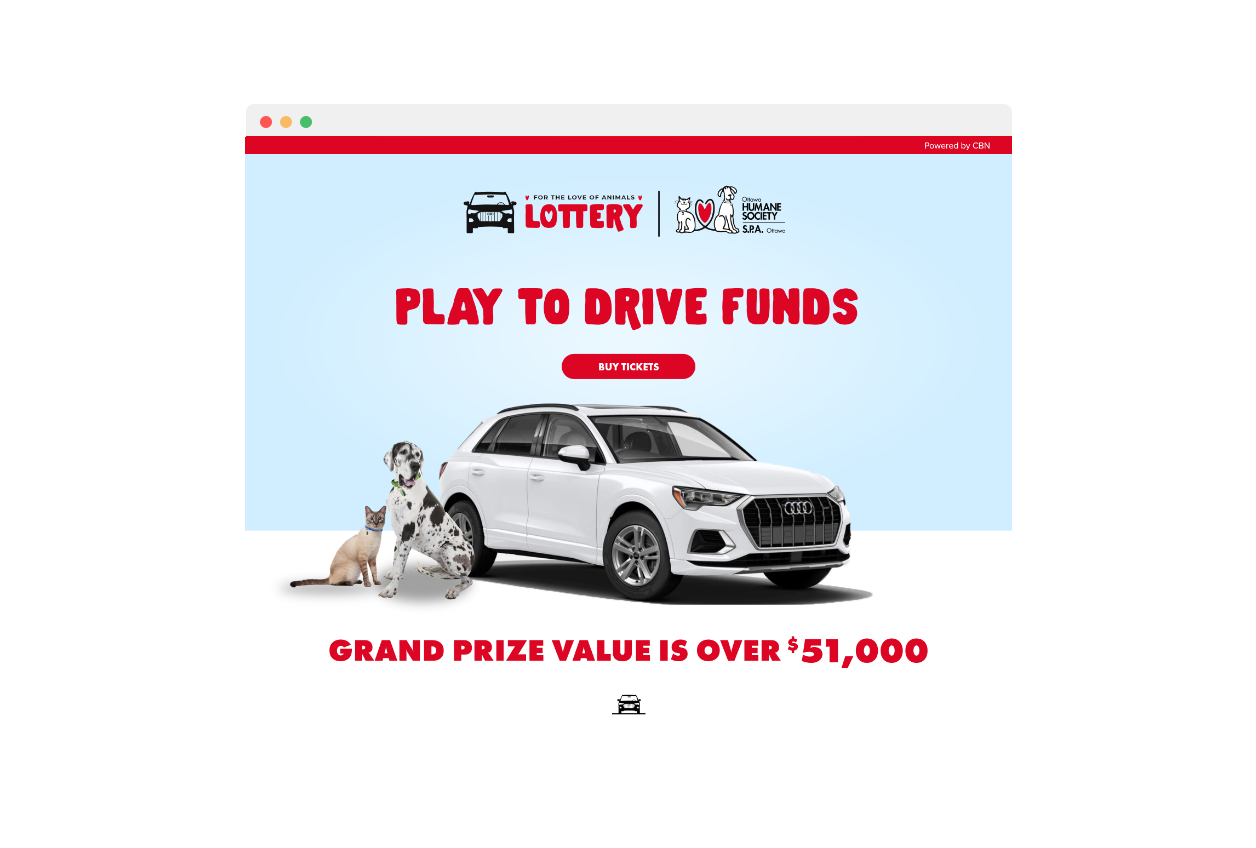 Powered by CBN
FOR THE LOVE OF ANIMALS
LOTTERY
Ottawa
HUMANE
SOCIETY
S.P.A. Ottawa
PLAY TO DRIVE FUNDS
BUY TICKETS
GRAND PRIZE VALUE IS OVER $51,000